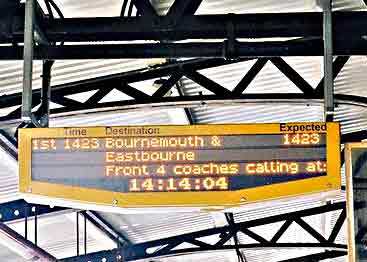 Time Destination Expected
1st 1423 Bournemouth & 1423
Eastbourne
Front 4 coaches calling at:
14:14:04